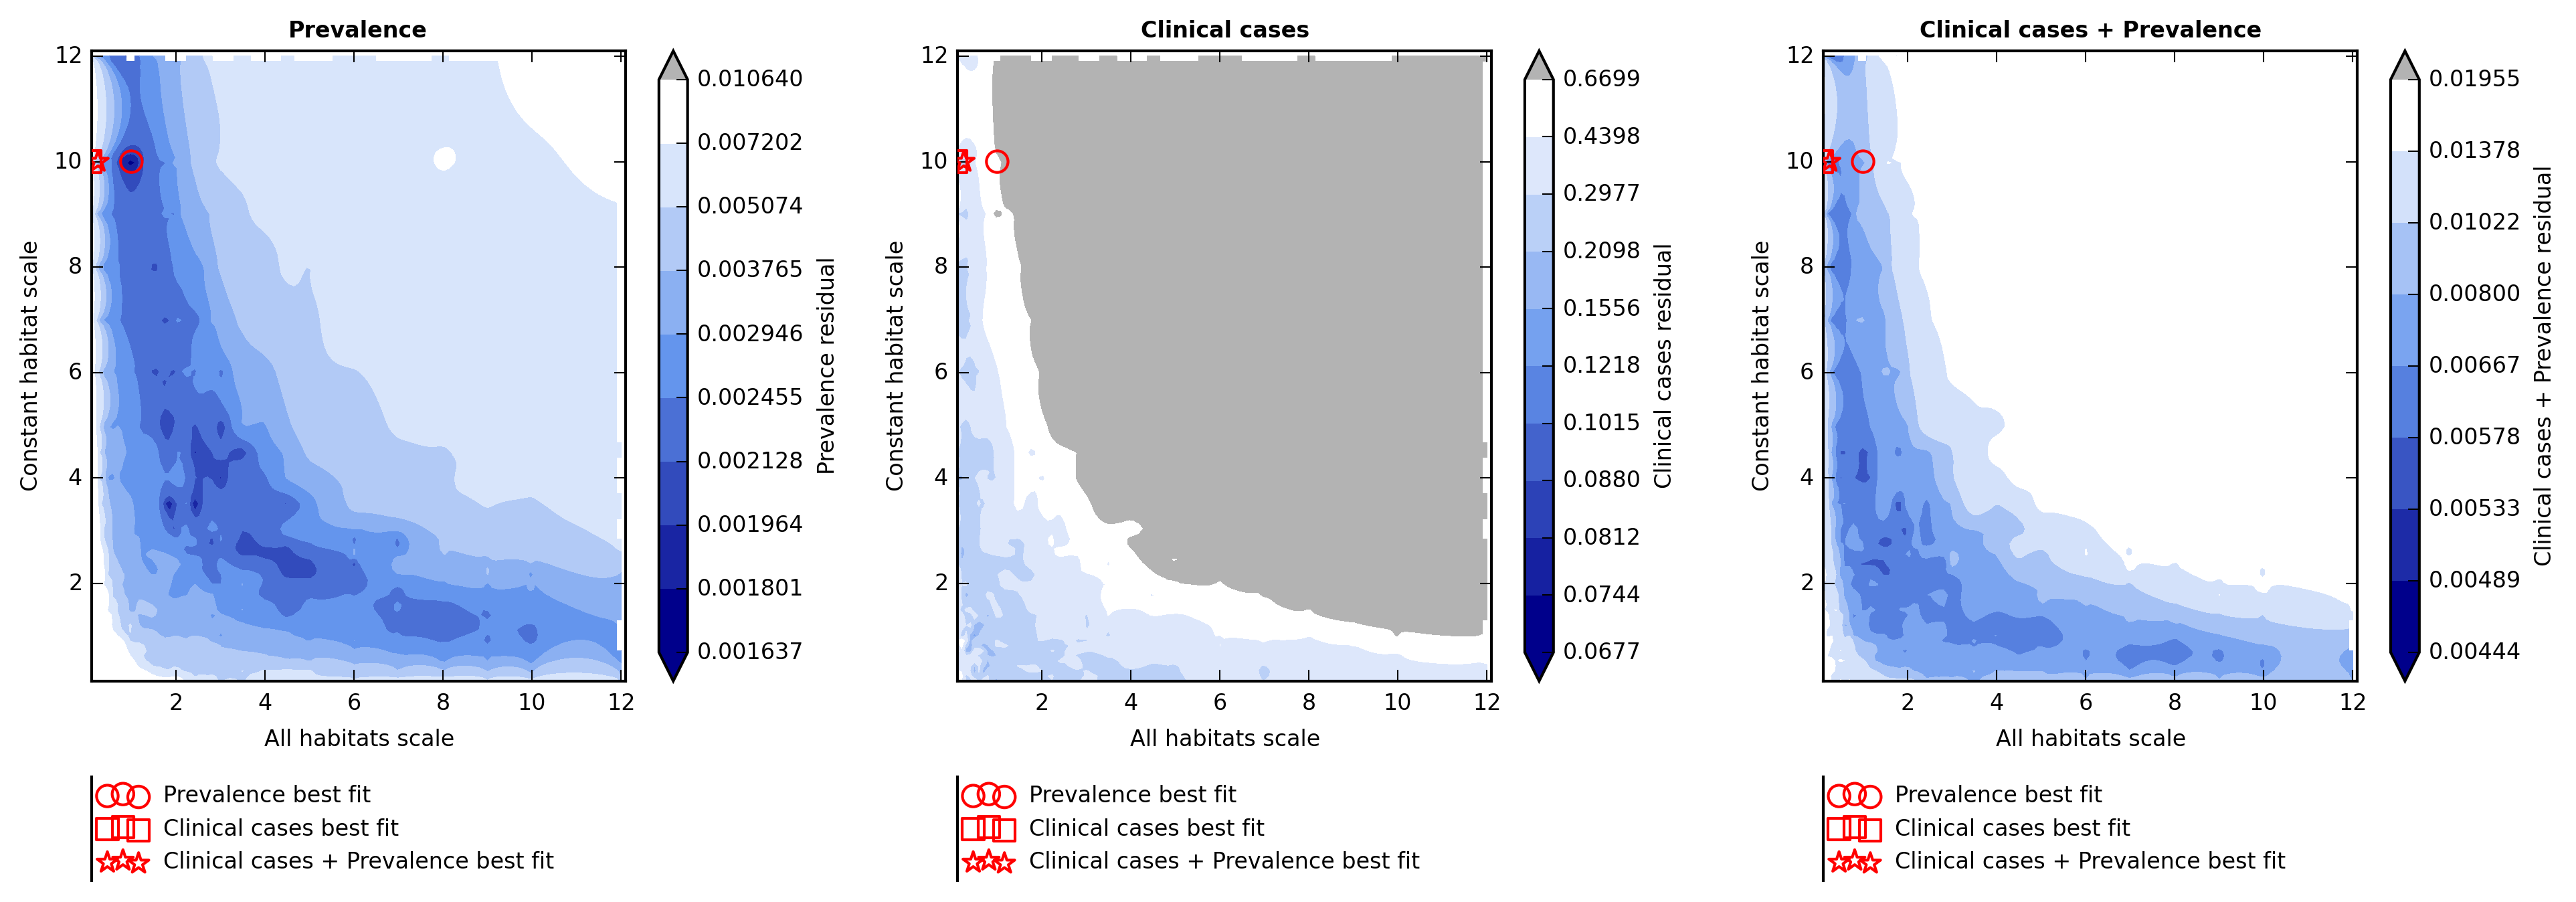 Prevalence
Clinical cases
Clinical cases + Prevalence
12
10
8
6
4
2
2 4 6 8 10 12
Constant habitat scale
All habitats scale
0.010640
0.007202
0.005074
0.003765
0.002946
0.002455
0.002128
0.001964
0.001801
0.001637
Prevalence residual
12
10
8
6
4
2
2 4 6 8 10 12
Constant habitat scale
All habitats scale
0.6699
0.4398
0.2977
0.2098
0.1556
0.1218
0.1015
0.0880
0.0812
0.0744
0.0677
Clinical cases residual
12
10
8
6
4
2
2 4 6 8 10 12
Constant habitat scale
All habitats scale
0.01955
0.01378
0.01022
0.00800
0.00667
0.00578
0.00533
0.00489
0.00444
Clinical cases + Prevalence residual
Prevalence best fit
Clinical cases best fit
Clinical cases + Prevalence best fit
Prevalence best fit
Clinical cases best fit
Clinical cases + Prevalence best fit
Prevalence best fit
Clinical cases best fit
Clinical cases + Prevalence best fit